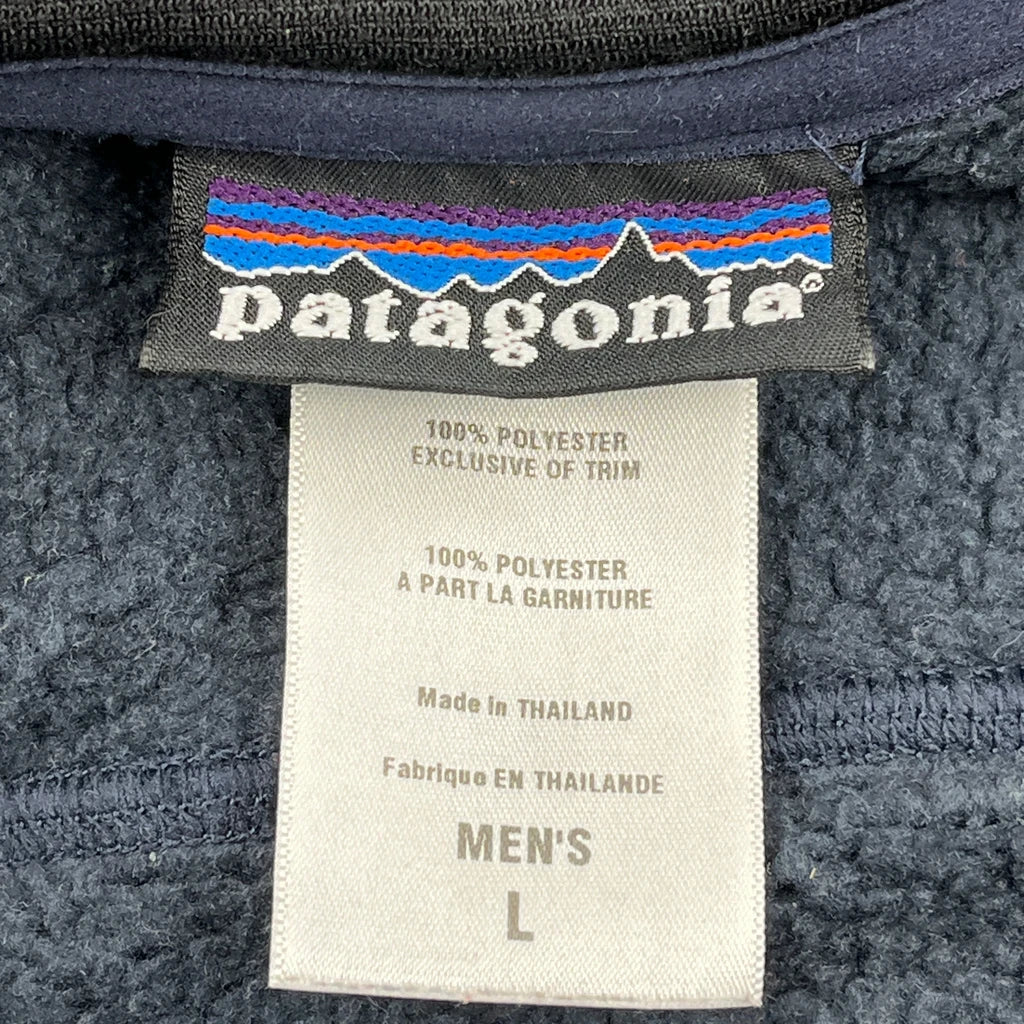 patagonia®
100% POLYESTER
EXCLUSIVE OF TRIM
100% POLYESTER
A PART LA GARNITURE
Made in THAILAND
Fabrique EN THAILANDE
MEN'S
L